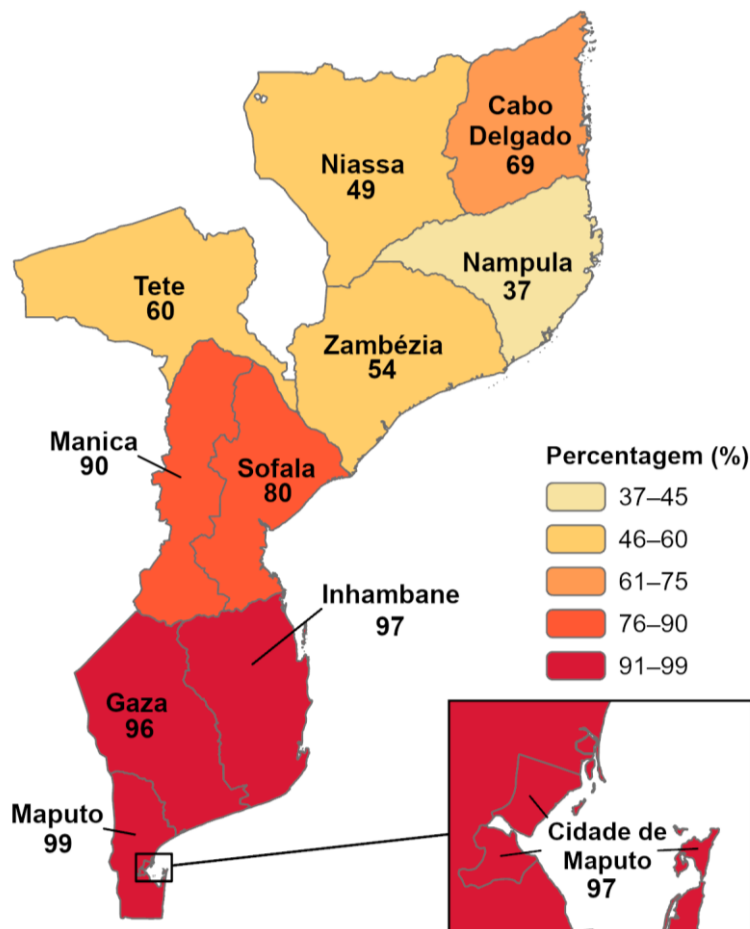 Cabo
Delgado
69
Niassa
49
Nampula
37
Tete
60
Zambézia
54
Manica
90
Sofala
80
Percentagem (%)
37–45
46–60
61–75
76–90
91–99
Inhambane
97
Gaza
96
Maputo
99
Cidade de
Maputo
97